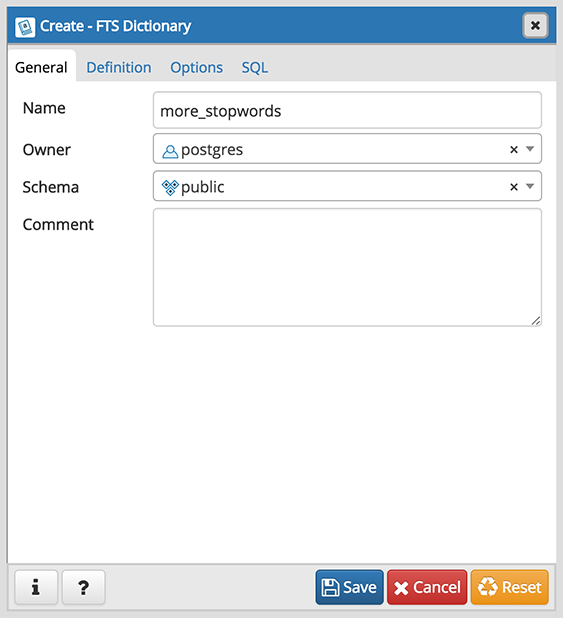 Create - FTS Dictionary
General Definition Options SQL
Name more_stopwords
Owner postgres
Schema public
Comment
i ? Save Cancel Reset